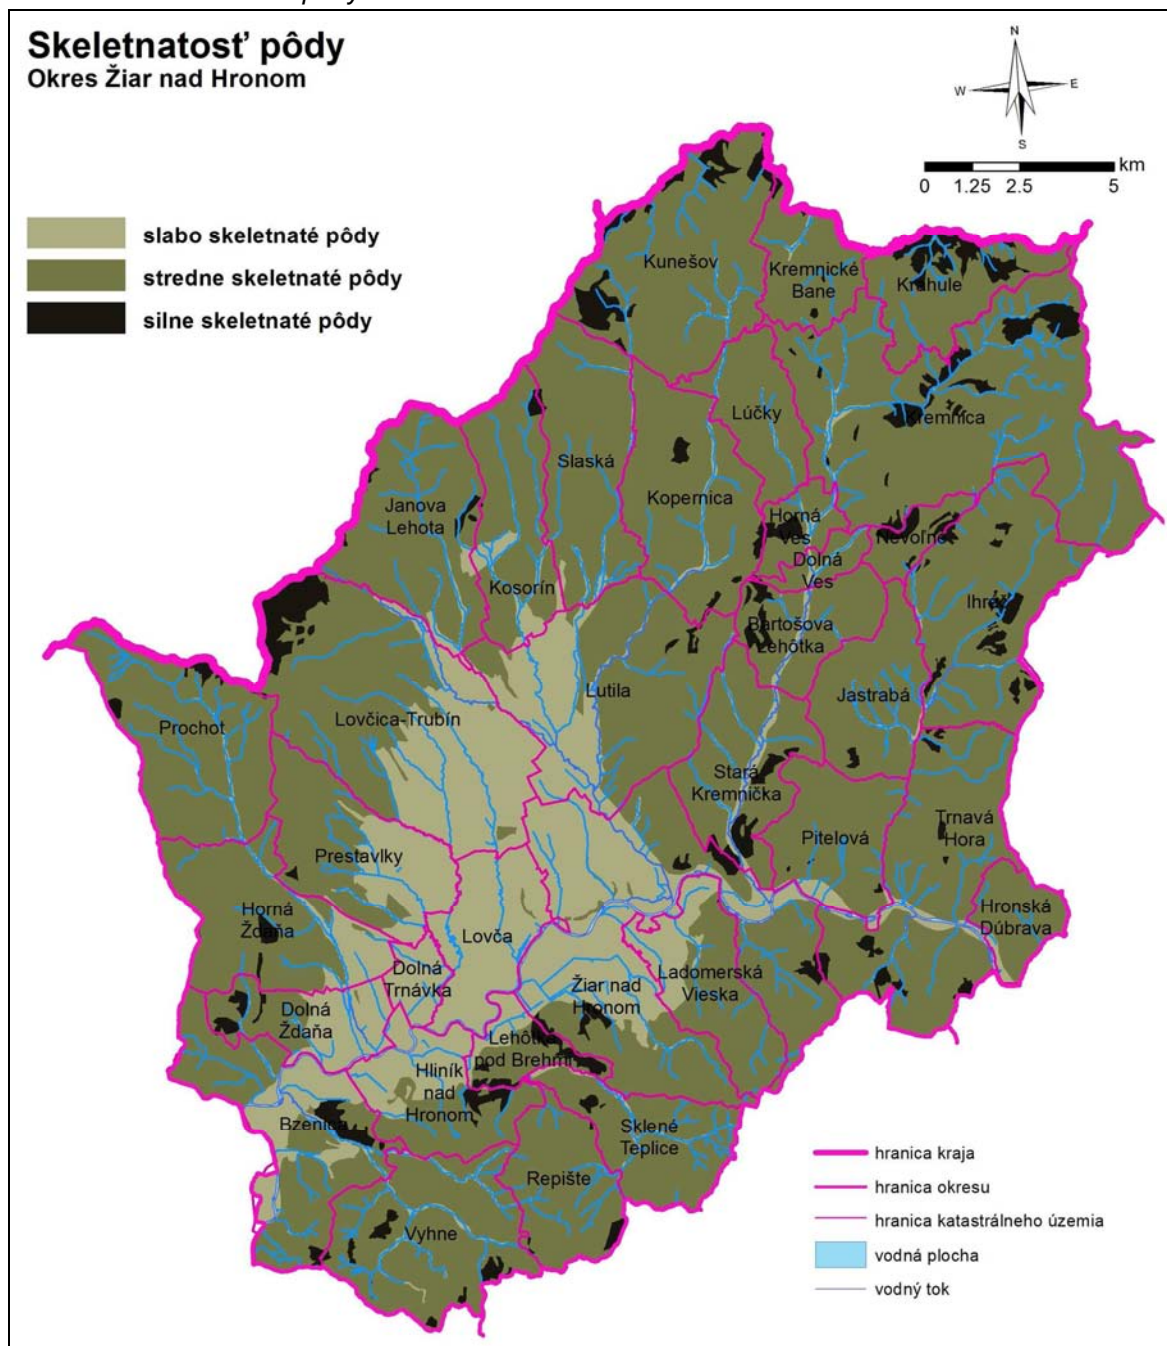 Skeletnatosť pôdy
Okres Žiar nad Hronom
N
W
E
S
km
0 1.25 2.5 5
slabo skeletnaté pôdy
stredne skeletnaté pôdy
silne skeletnaté pôdy
Kunešov
Kremnické
Bane
Krahule
Lúčky
Kremnica
Slaská
Kopernica
Janova
Lehota
Horná
Ves
Nevoľné
Dolná
Ves
Kosorín
Ihráč
Bartošova
Lehôtka
Lutila
Jastrabá
Prochot
Lovčica-Trubín
Stará
Kremnička
Trnavá
Hora
Pitelová
Prestavlky
Horná
Ždaňa
Hronská
Dúbrava
Lovča
Dolná
Trnávka
Žiar nad
Hronom
Ladomerská
Vieska
Dolná
Ždaňa
Lehôtka
pod Brehmi
Hliník
nad
Hronom
Bzenica
Sklené
Teplice
Repište
Vyhne
hranica kraja
hranica okresu
hranica katastrálneho územia
vodná plocha
vodný tok